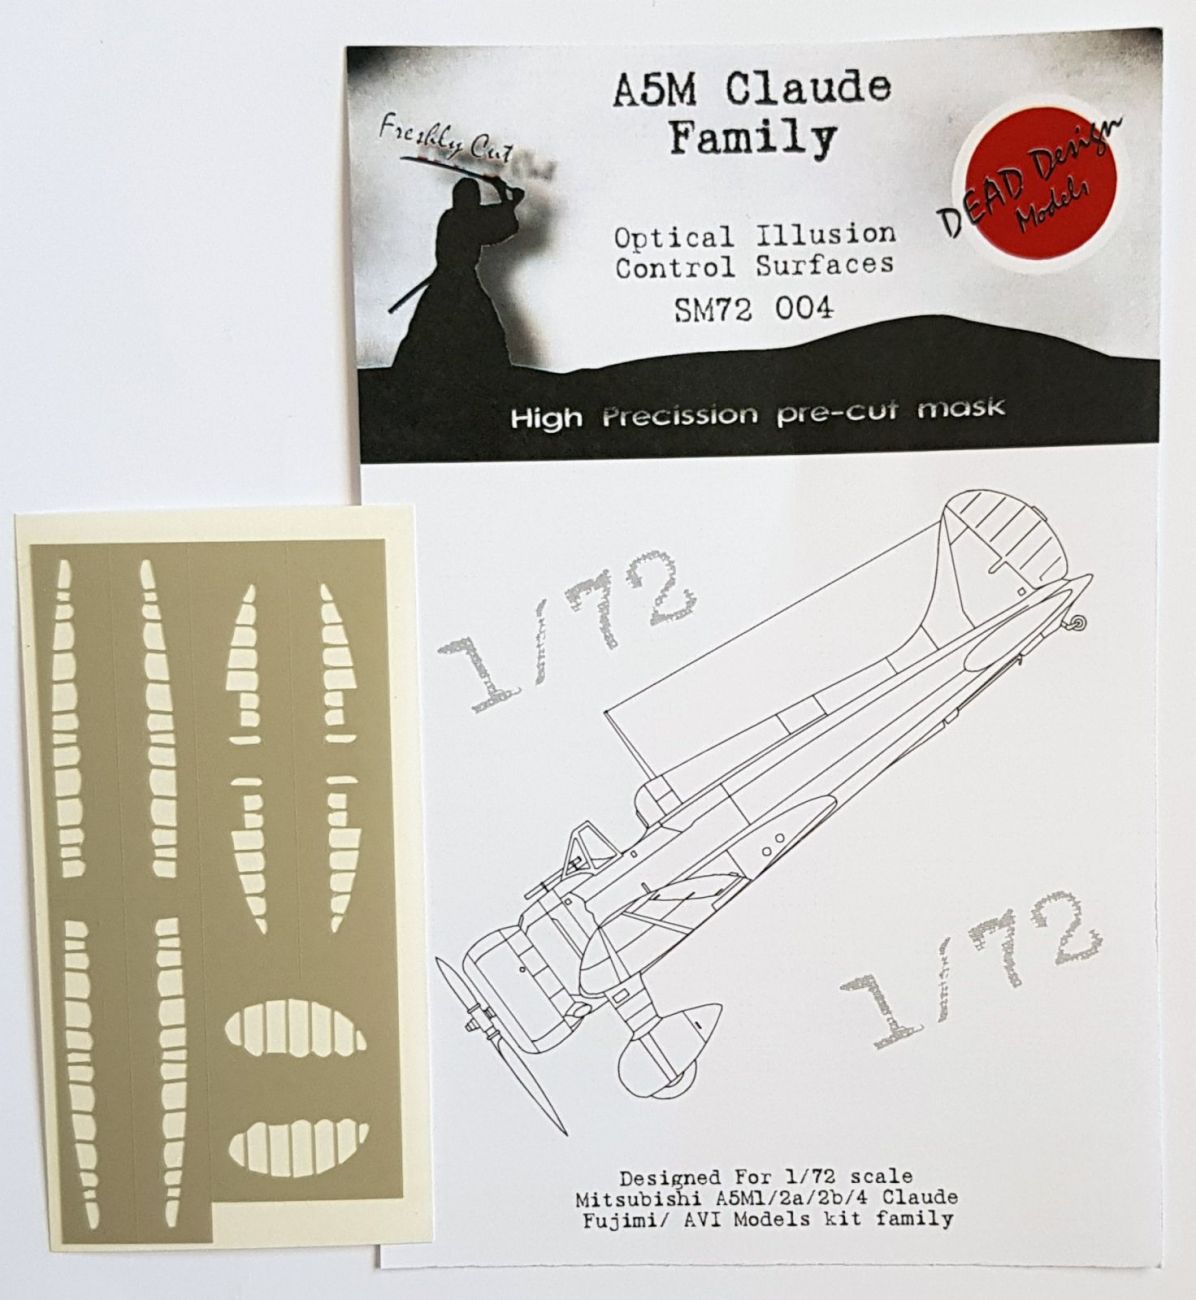 A5M Claude
Family
Freshly Cut
DEAD Design
Models
Optical Illusion
Control Surfaces
SM72 004
High Precission pre-cut mask
1/72
1/72
Designed For 1/72 scale
Mitsubishi A5M1/2a/2b/4 Claude
Fujimi/ AVI Models kit family